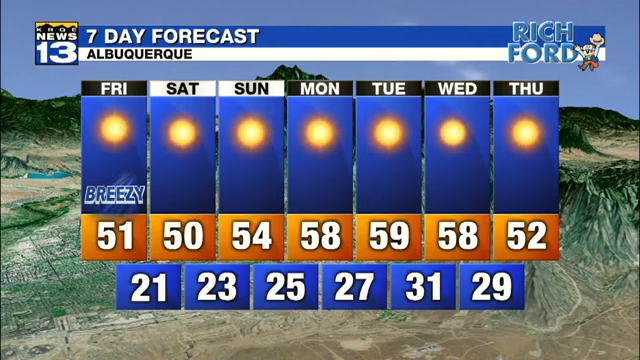 KRQE
NEWS
13
7 DAY FORECAST
ALBUQUERQUE
RICH
FORD
FRI SAT SUN MON TUE WED THU
BREEZY
51 50 54 58 59 58 52
21 23 25 27 31 29